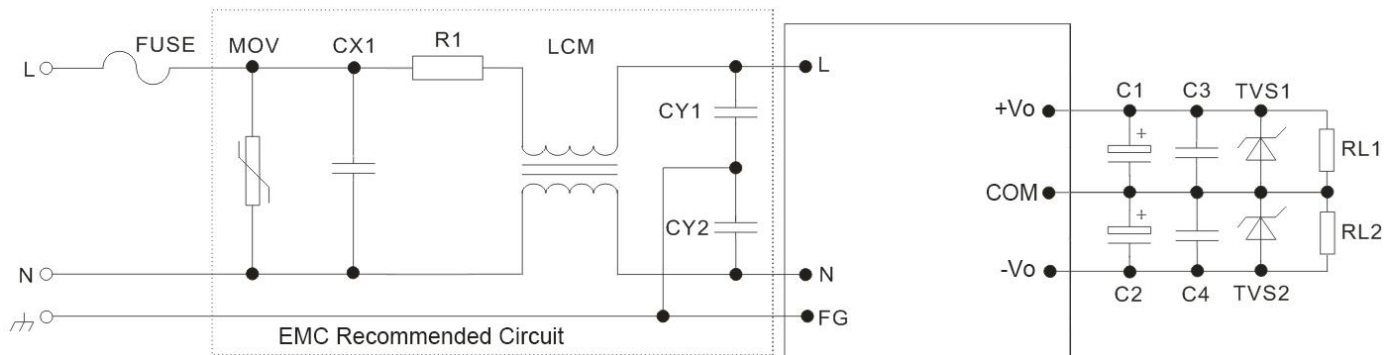 FUSE MOV CX1 R1 LCM
L L
CY1
C1 C3 TVS1
+Vo +
RL1
COM
CY2 + RL2
N N -Vo
C2 C4 TVS2
FG
EMC Recommended Circuit